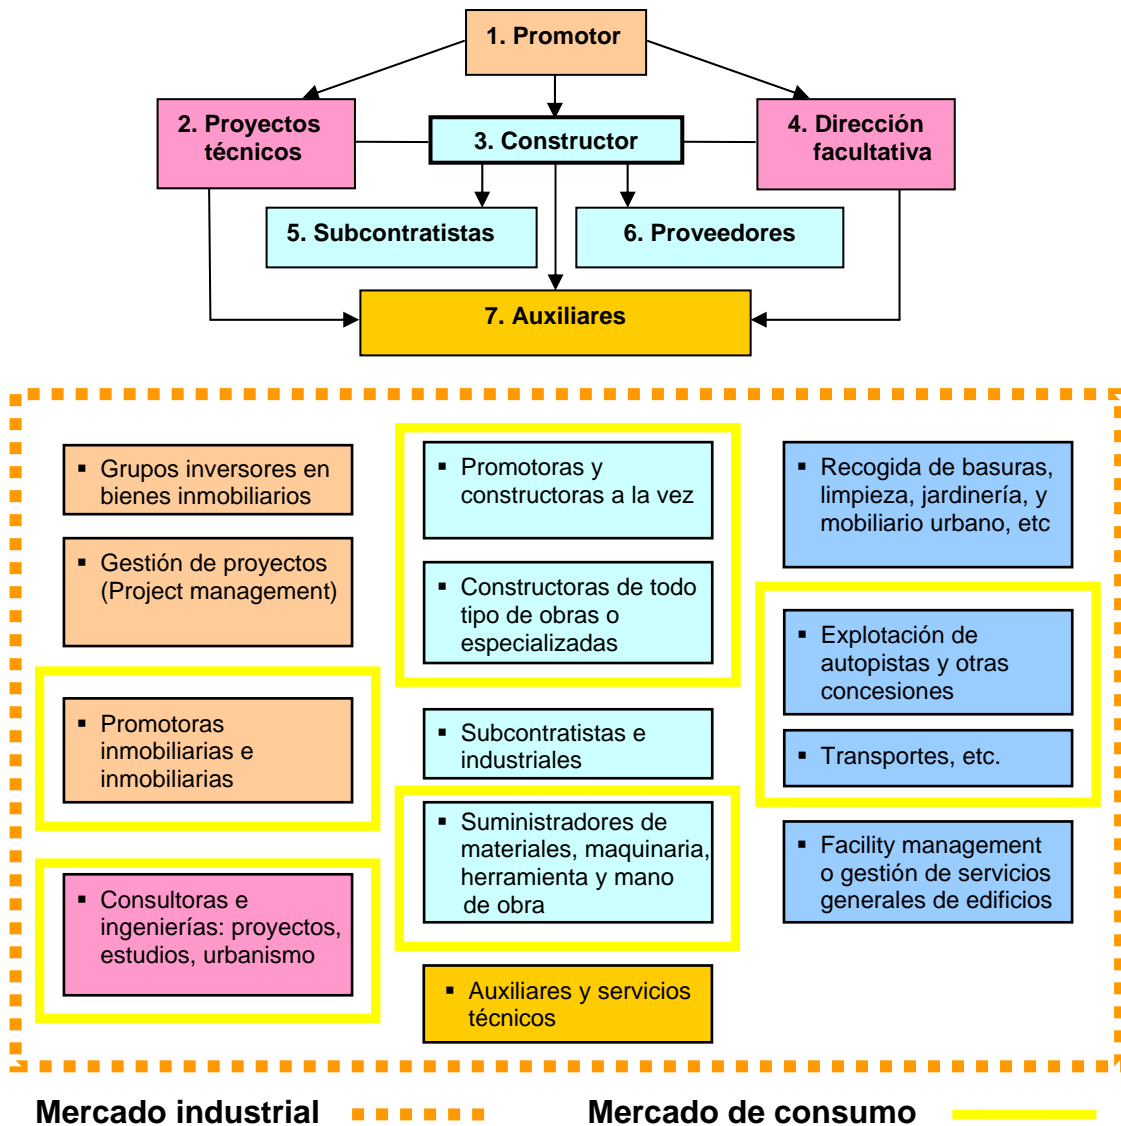 1. Promotor
2. Proyectos
técnicos
3. Constructor
4. Dirección
facultativa
5. Subcontratistas
6. Proveedores
7. Auxiliares
▪ Grupos inversores en
bienes inmobiliarios
▪ Gestión de proyectos
(Project management)
▪ Promotoras
inmobiliarias e
inmobiliarias
▪ Consultoras e
ingenierías: proyectos,
estudios, urbanismo
▪ Promotoras y
constructoras a la vez
▪ Constructoras de todo
tipo de obras o
especializadas
▪ Subcontratistas e
industriales
▪ Suministradores de
materiales, maquinaria,
herramienta y mano
de obra
▪ Auxiliares y servicios
técnicos
▪ Recogida de basuras,
limpieza, jardinería, y
mobiliario urbano, etc
▪ Explotación de
autopistas y otras
concesiones
▪ Transportes, etc.
▪ Facility management
o gestión de servicios
generales de edificios
Mercado industrial
Mercado de consumo